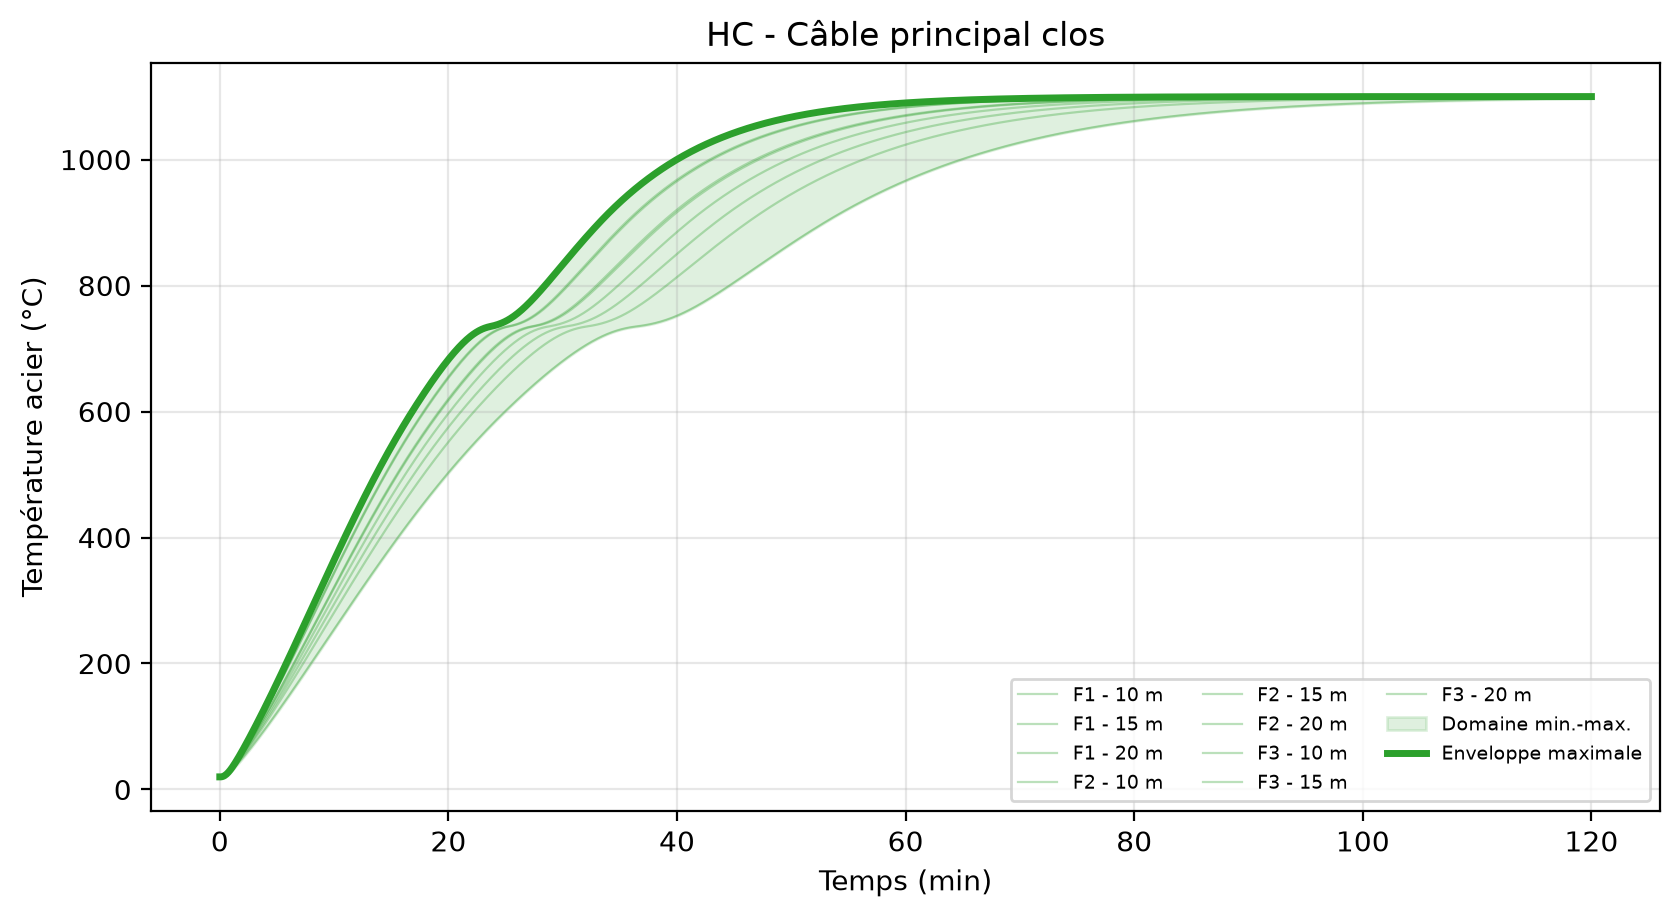 HC - Câble principal clos
Température acier (°C)
1000
800
600
400
200
0
0 20 40 60 80 100 120
Temps (min)
F1 - 10 m
F1 - 15 m
F1 - 20 m
F2 - 10 m
F2 - 15 m
F2 - 20 m
F3 - 10 m
F3 - 15 m
F3 - 20 m
Domaine min.-max.
Enveloppe maximale